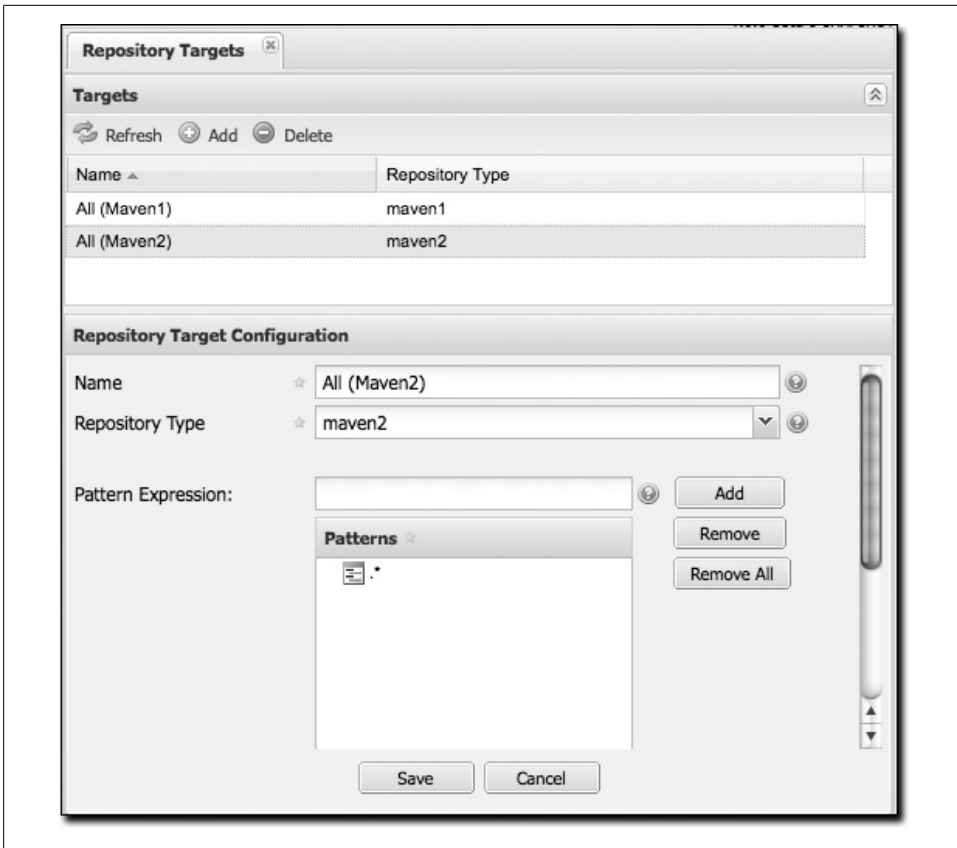 Repository Targets
Targets
Refresh Add Delete
Name Repository Type
All (Maven1) maven1
All (Maven2) maven2
Repository Target Configuration
Name All (Maven2)
Repository Type maven2
Pattern Expression: Add
Patterns Remove
.* Remove All
Save Cancel